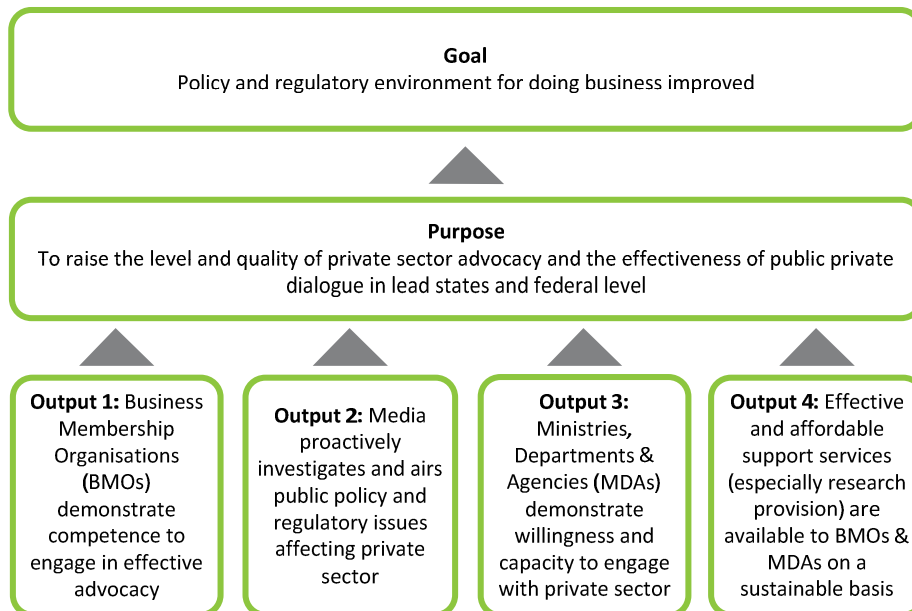 Goal
Policy and regulatory environment for doing business improved
Purpose
To raise the level and quality of private sector advocacy and the effectiveness of public private
dialogue in lead states and federal level
Output 1: Business
Membership
Organisations
(BMOs)
demonstrate
competence to
engage in effective
advocacy
Output 2: Media
proactively
investigates and airs
public policy and
regulatory issues
affecting private
sector
Output 3:
Ministries,
Departments &
Agencies (MDAs)
demonstrate
willingness and
capacity to engage
with private sector
Output 4: Effective
and affordable
support services
(especially research
provision) are
available to BMOs &
MDAs on a
sustainable basis